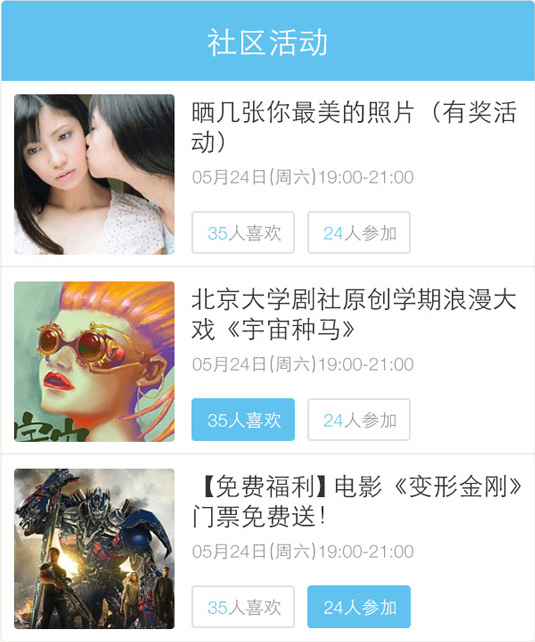 社区活动
晒几张你最美的照片（有奖活
动）
05月24日(周六)19:00-21:00
35人喜欢
24人参加
北京大学剧社原创学期浪漫大
戏《宇宙种马》
05月24日(周六)19:00-21:00
35人喜欢
24人参加
【免费福利】电影《变形金刚》
门票免费送！
05月24日(周六)19:00-21:00
35人喜欢
24人参加